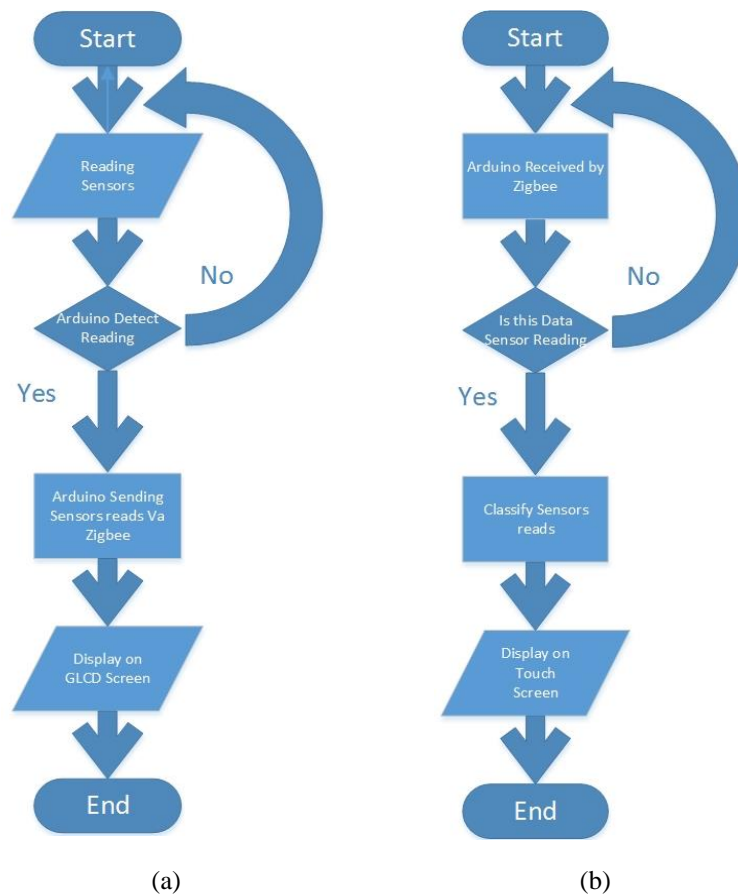 Start
Reading
Sensors
No
Arduino Detect
Reading
Yes
Arduino Sending
Sensors reads Va
Zigbee
Display on
GLCD Screen
End
(a)
Start
Arduino Received by
Zigbee
No
Is this Data
Sensor Reading
Yes
Classify Sensors
reads
Display on
Touch
Screen
End
(b)